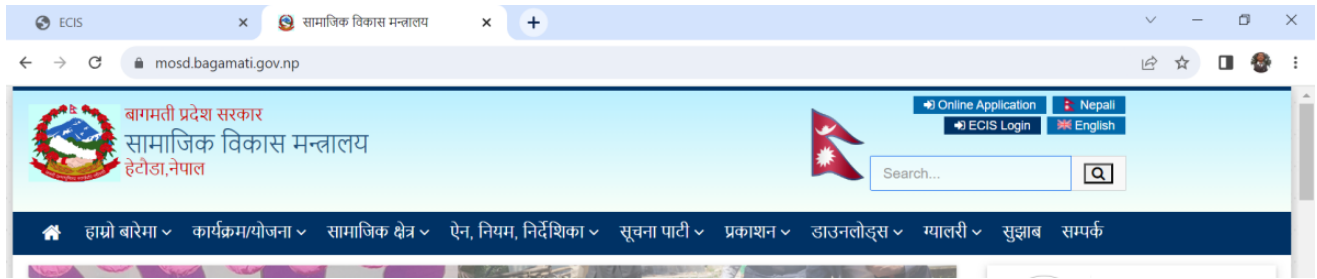 ECIS
सामाजिक विकास मन्त्रालय
mosd.bagamati.gov.np
बागमती प्रदेश सरकार
सामाजिक विकास मन्त्रालय
हेटौडा,नेपाल
Online Application Nepali
ECIS Login English
Search...
हाम्रो बारेमा कार्यक्रम/योजना सामाजिक क्षेत्र ऐन, नियम, निर्देशिका सूचना पाटी प्रकाशन डाउनलोड्स ग्यालरी सुझाब सम्पर्क